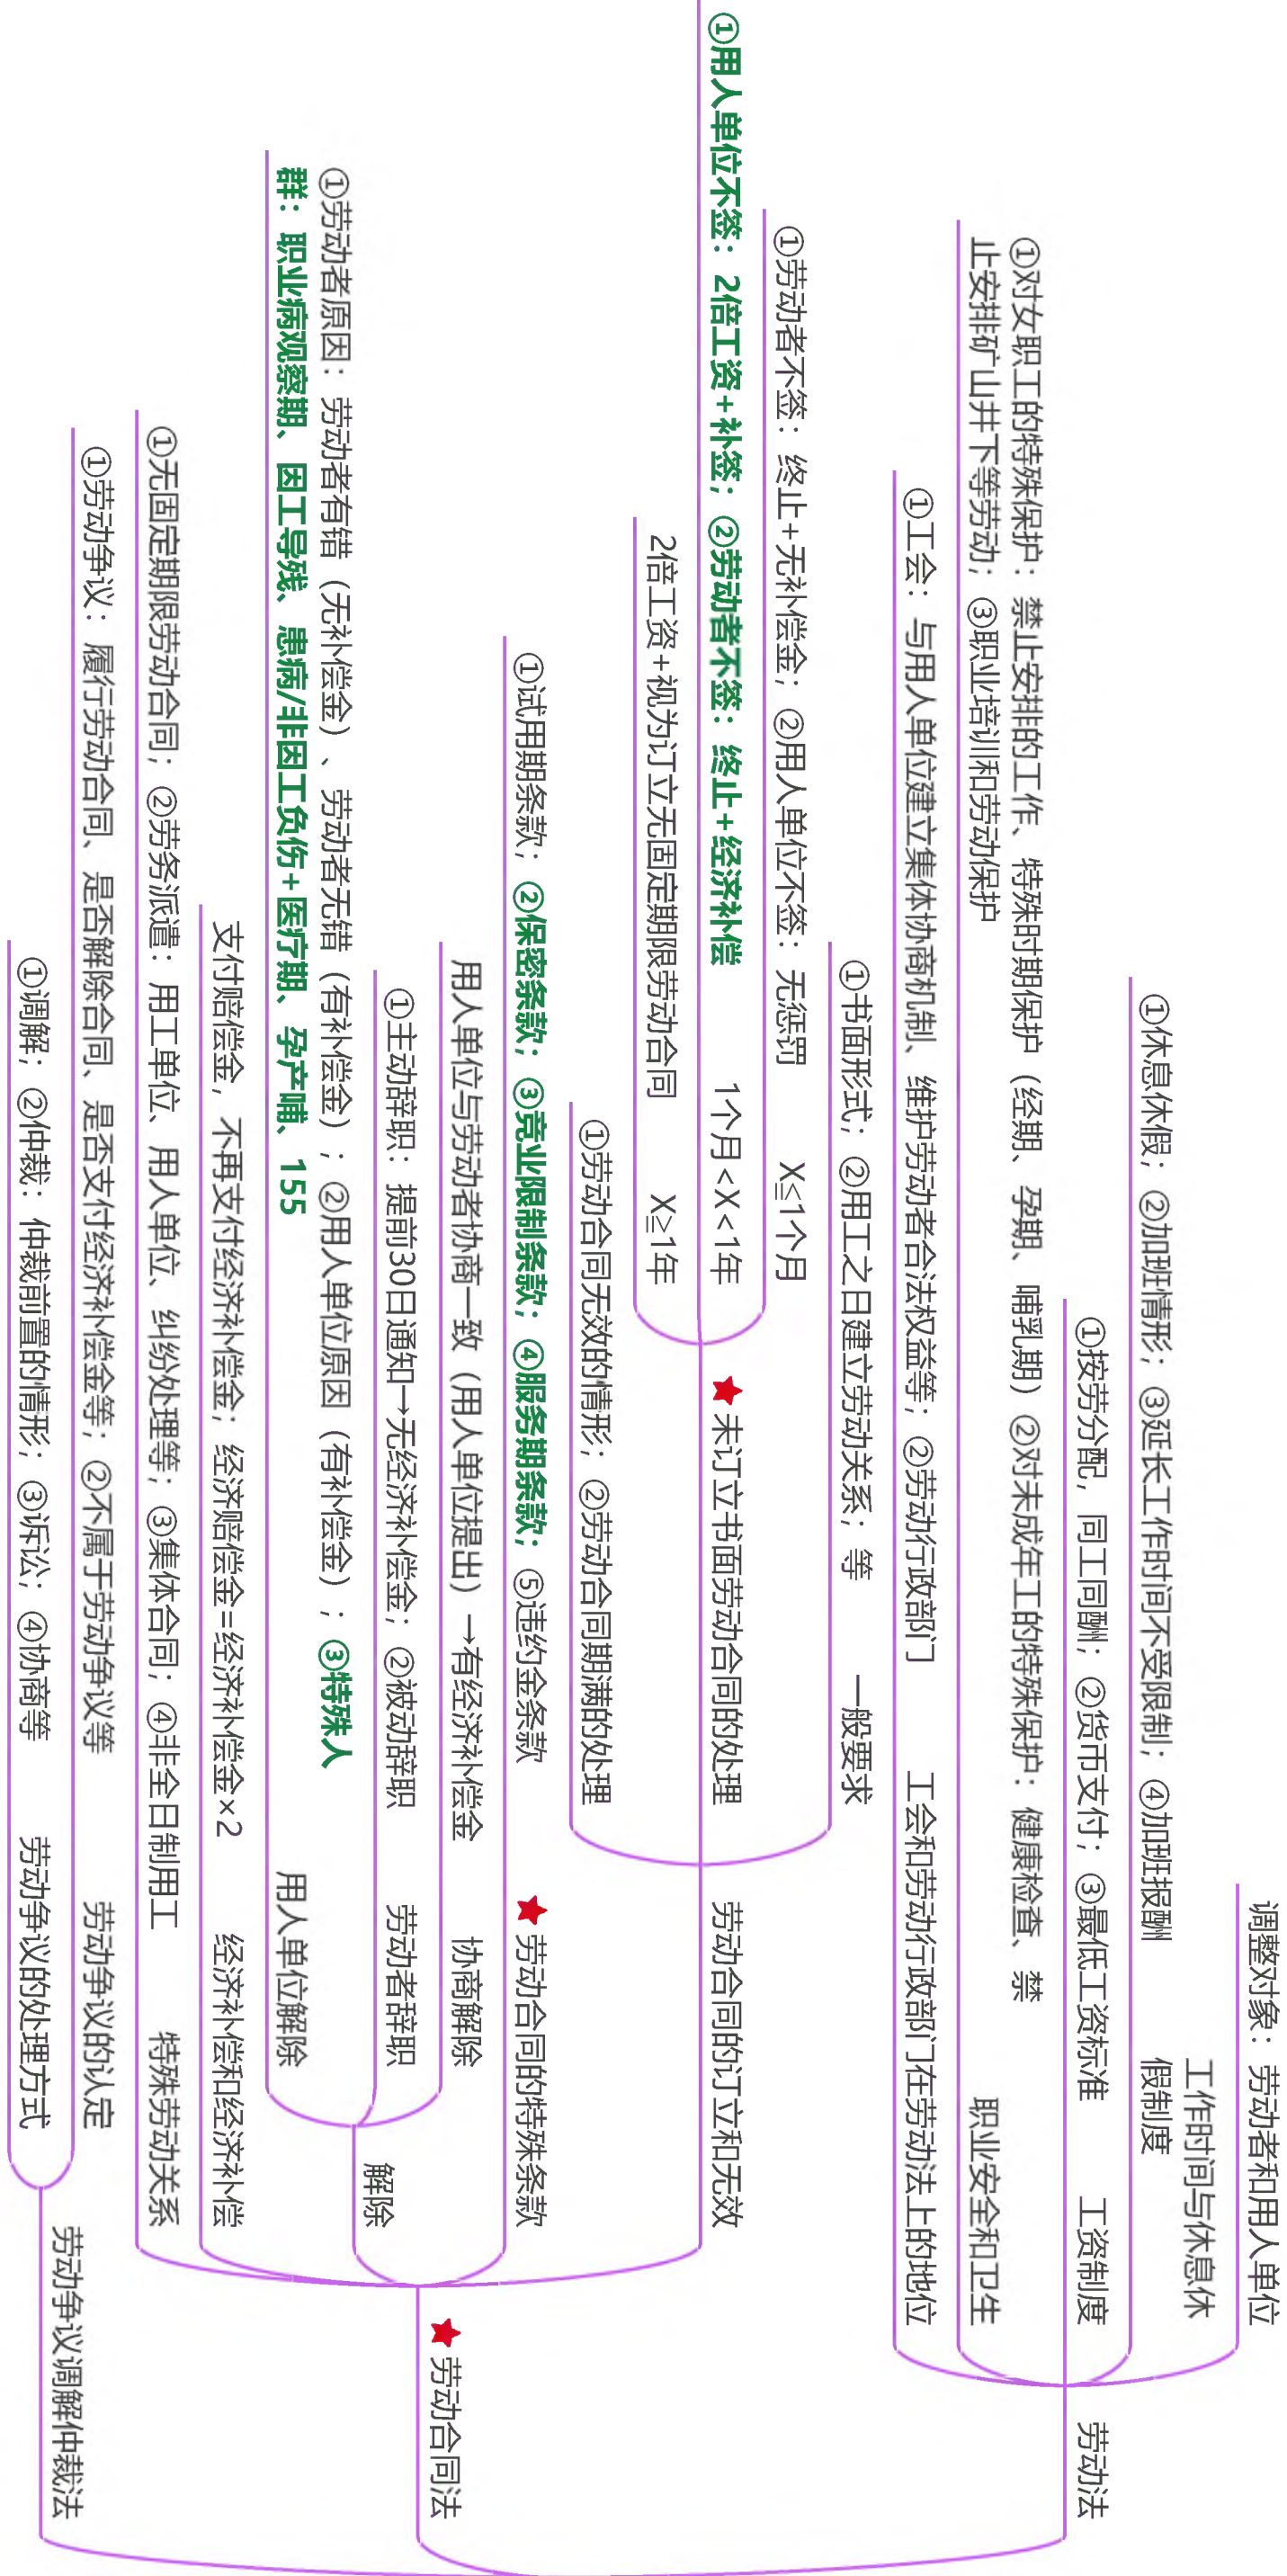 调整对象：劳动者和用人单位
①休息休假；②加班情形；③延长工作时间不受限制；④加班报酬
工作时间与休息休
假制度
①按劳分配，同工同酬；②货币支付；③最低工资标准
工资制度
①对女职工的特殊保护：禁止安排的工作、特殊时期保护（经期、孕期、哺乳期）②对未成年工的特殊保护：健康检查、禁
止安排矿山井下等劳动；③职业培训和劳动保护
职业安全和卫生
①工会：与用人单位建立集体协商机制、维护劳动者合法权益等；②劳动行政部门
工会和劳动行政部门在劳动法上的地位
劳动法
①书面形式；②用工之日建立劳动关系；等
一般要求
①劳动者不签：终止+无补偿金；②用人单位不签：无惩罚
X≦1个月
①用人单位不签：2倍工资+补签；②劳动者不签：终止+经济补偿
1个月<X<1年
2倍工资+视为订立无固定期限劳动合同
X≧1年
未订立书面劳动合同的处理
①劳动合同无效的情形；②劳动合同期满的处理
劳动合同的订立和无效
①试用期条款；②保密条款；③竞业限制条款；④服务期条款；⑤违约金条款
劳动合同的特殊条款
用人单位与劳动者协商一致（用人单位提出）→有经济补偿金
协商解除
①主动辞职：提前30日通知→无经济补偿金；②被动辞职
劳动者辞职
①劳动者原因：劳动者有错（无补偿金）、劳动者无错（有补偿金）；②用人单位原因（有补偿金）；③特殊人
群：职业病观察期、因工导残、患病/非因工负伤+医疗期、孕产哺、155
用人单位解除
解除
支付赔偿金，不再支付经济补偿金；经济赔偿金=经济补偿金×2
经济补偿和经济补偿
①无固定期限劳动合同；②劳务派遣：用工单位、用人单位、纠纷处理等；③集体合同；④非全日制用工
特殊劳动关系
劳动合同法
①劳动争议：履行劳动合同、是否解除合同、是否支付经济补偿金等；②不属于劳动争议等
劳动争议的认定
①调解；②仲裁：仲裁前置的情形；③诉讼；④协商等
劳动争议的处理方式
劳动争议调解仲裁法